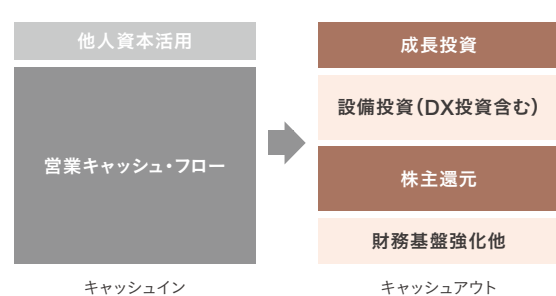 他人資本活用
営業キャッシュ・フロー
キャッシュイン
成長投資
設備投資（DX投資含む）
株主還元
財務基盤強化他
キャッシュアウト